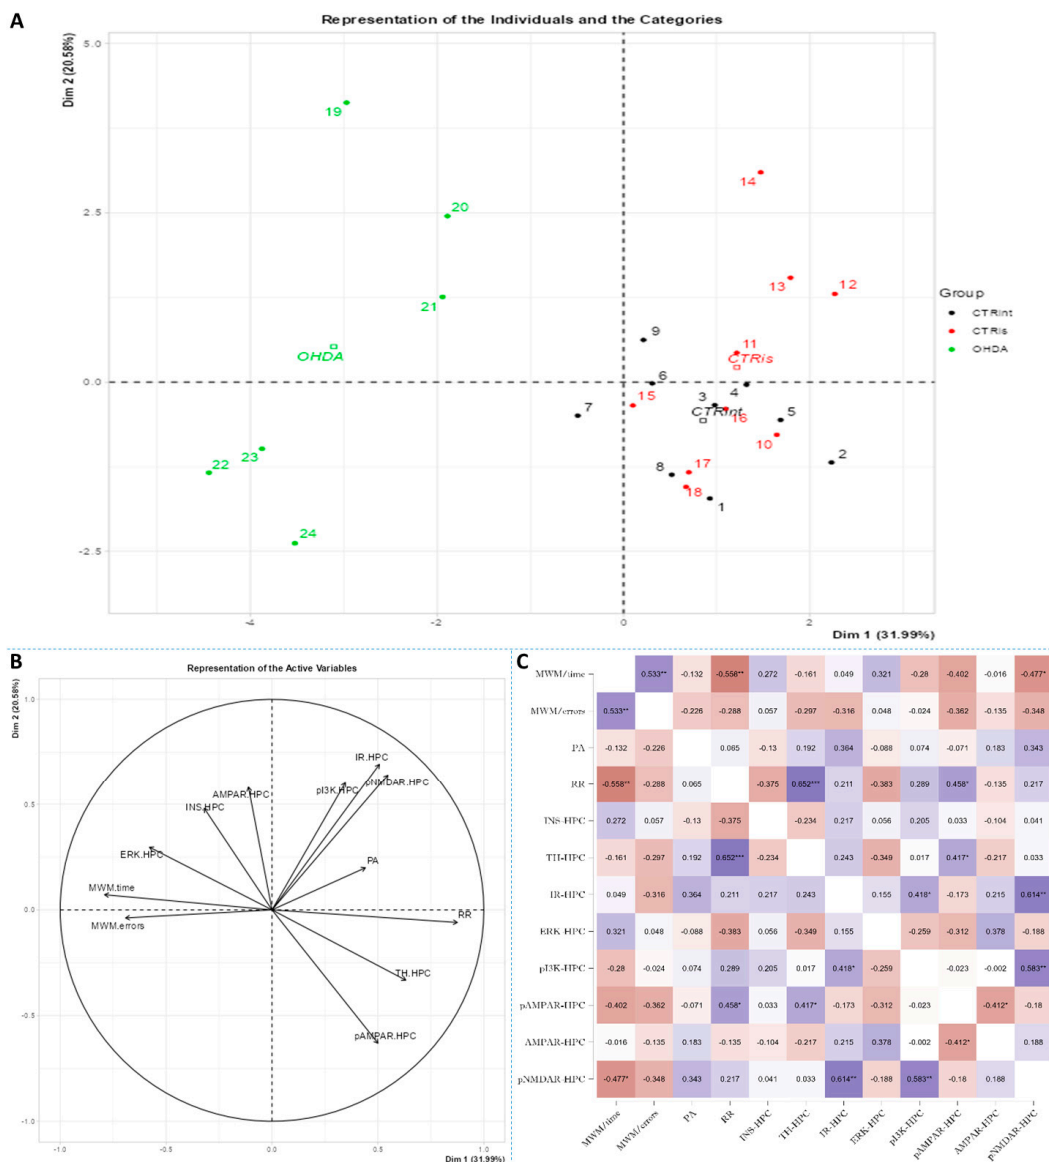 A
Representation of the Individuals and the Categories
Dim 2 (20.58%)
5.0
2.5
0.0
-2.5
19
20
21
OHDA
22
23
24
14
13
12
11
CTRis
9
6
7
15
3
4
CTRInt
16
5
10
2
8
17
18
1
Group
CTRInt
CTRis
OHDA
-4
-2
0
2
Dim 1 (31.99%)
B
Representation of the Active Variables
Dim 2 (20.58%)
1.0
0.5
0.0
-0.5
-1.0
IR.HPC
pNMDAR.HPC
pI3K.HPC
AMPAR.HPC
INS.HPC
ERK.HPC
PA
MWM.time
MWM.errors
RR
TH.HPC
pAMPAR.HPC
-1.0
-0.5
0.0
0.5
1.0
Dim 1 (31.99%)
C
MWM/time 0.533** -0.132 -0.558** 0.272 -0.161 0.049 0.321 -0.28 -0.402 -0.016 -0.477*
MWM/errors 0.533** -0.226 -0.288 0.057 -0.297 -0.316 0.048 -0.024 -0.362 -0.135 -0.348
PA -0.132 -0.226 0.065 -0.13 0.192 0.364 -0.088 0.074 -0.071 0.183 0.343
RR -0.558** -0.288 0.065 -0.375 0.652*** 0.211 -0.383 0.289 0.458* -0.135 0.217
INS-HPC 0.272 0.057 -0.13 -0.375 -0.234 0.217 0.056 0.205 0.033 -0.104 0.041
TH-HPC -0.161 -0.297 0.192 0.652*** -0.234 0.243 -0.349 0.017 0.417* -0.217 0.033
IR-HPC 0.049 -0.316 0.364 0.211 0.217 0.243 0.155 0.418* -0.173 0.215 0.614**
ERK-HPC 0.321 0.048 -0.088 -0.383 0.056 -0.349 0.155 -0.259 -0.312 0.378 -0.188
pI3K-HPC -0.28 -0.024 0.074 0.289 0.205 0.017 0.418* -0.259 -0.023 -0.002 0.583**
pAMPAR-HPC -0.402 -0.362 -0.071 0.458* 0.033 0.417* -0.173 -0.312 -0.023 -0.412* -0.18
AMPAR-HPC -0.016 -0.135 0.183 -0.135 -0.104 -0.217 0.215 0.378 -0.002 -0.412* 0.188
pNMDAR-HPC -0.477* -0.348 0.343 0.217 0.041 0.033 0.614** -0.188 0.583** -0.18 0.188
MWM/time MWM/errors PA RR INS-HPC TH-HPC IR-HPC ERK-HPC pI3K-HPC pAMPAR-HPC AMPAR-HPC pNMDAR-HPC